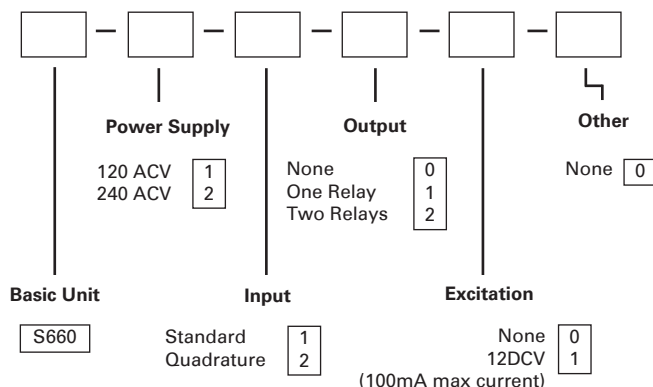 Power Supply
120 ACV 1
240 ACV 2
Output
None 0
One Relay 1
Two Relays 2
Other
None 0
Basic Unit
S660
Input
Standard 1
Quadrature 2
Excitation
None 0
12DCV 1
(100mA max current)